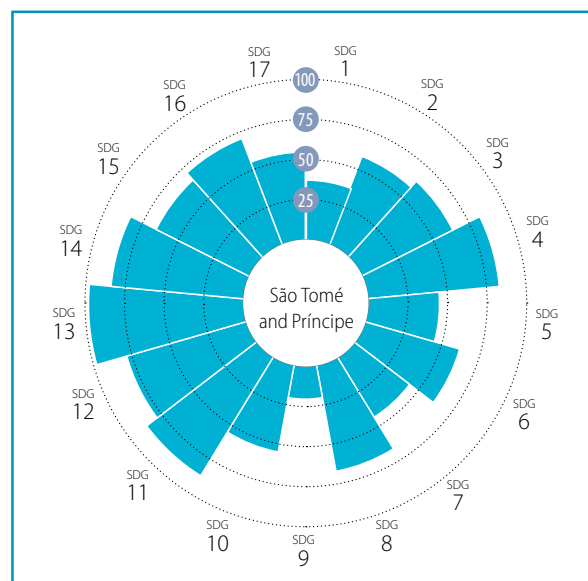 SDG
1
SDG
2
SDG
3
SDG
4
SDG
5
SDG
6
SDG
7
SDG
8
SDG
9
SDG
10
SDG
11
SDG
12
SDG
13
SDG
14
SDG
15
SDG
16
SDG
17
100
75
50
25
São Tomé
and Príncipe